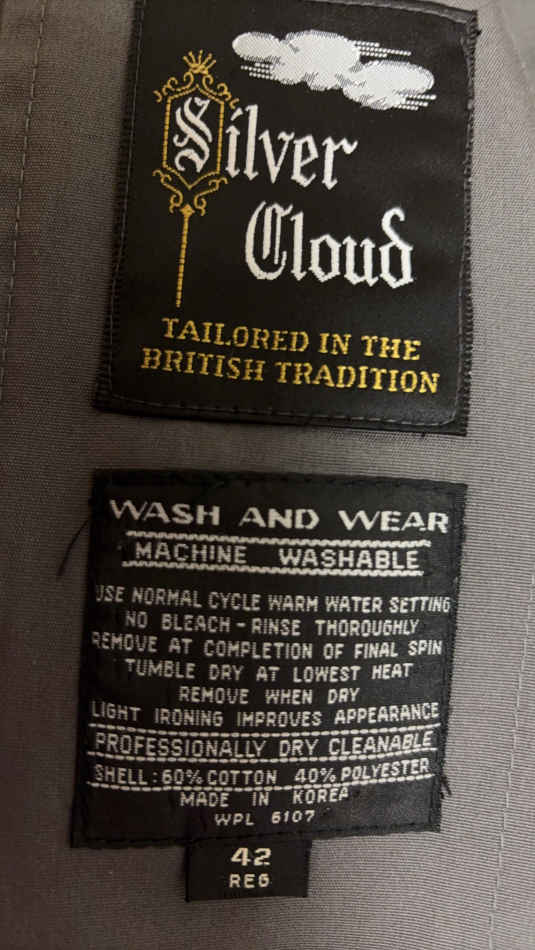 Silver
Cloud
TAILORED IN THE
BRITISH TRADITION
WASH AND WEAR
MACHINE WASHABLE
USE NORMAL CYCLE WARM WATER SETTING
NO BLEACH - RINSE THOROUGHLY
REMOVE AT COMPLETION OF FINAL SPIN
TUMBLE DRY AT LOWEST HEAT
REMOVE WHEN DRY
LIGHT IRONING IMPROVES APPEARANCE
PROFESSIONALLY DRY CLEANABLE
SHELL: 60% COTTON 40% POLYESTER
MADE IN KOREA
WPL 6107
42
REG